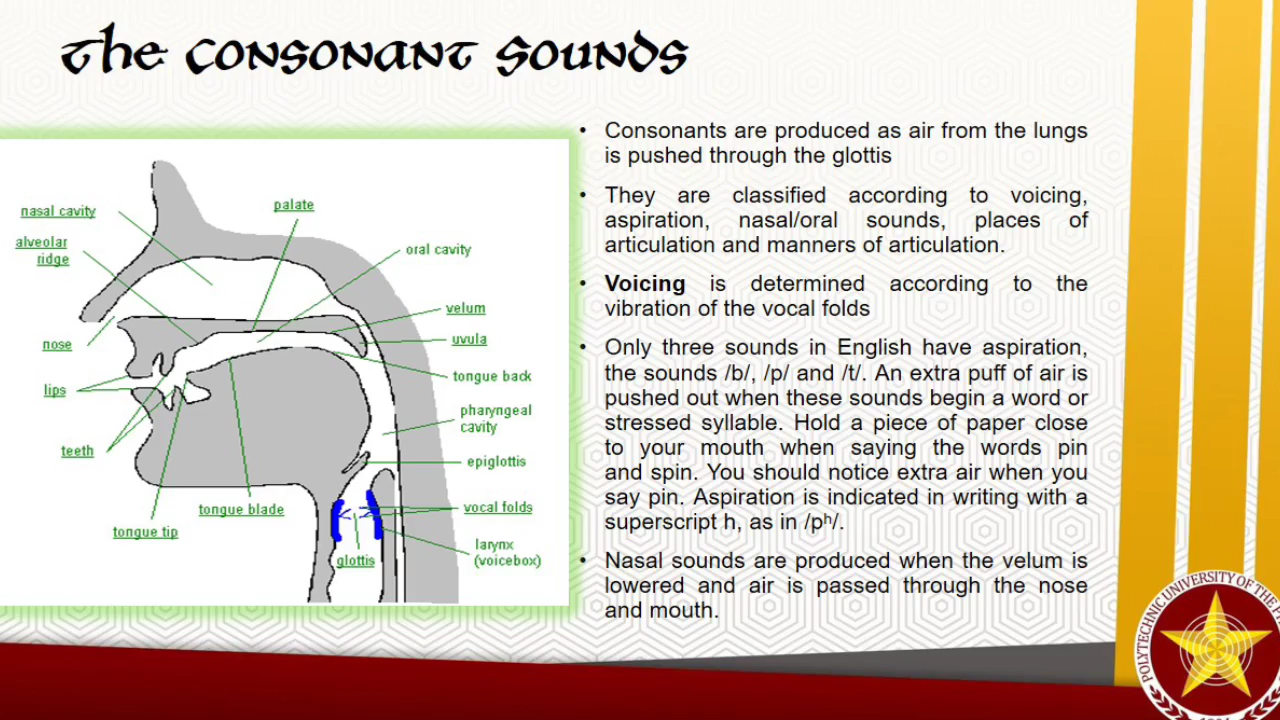 The Consonant Sounds
nasal cavity
palate
alveolar
ridge
oral cavity
velum
nose
uvula
tongue back
lips
pharyngeal
cavity
teeth
epiglottis
tongue blade
vocal folds
tongue tip
larynx
(voicebox)
glottis
• Consonants are produced as air from the lungs
is pushed through the glottis
• They are classified according to voicing,
aspiration, nasal/oral sounds, places of
articulation and manners of articulation.
• Voicing is determined according to the
vibration of the vocal folds
• Only three sounds in English have aspiration,
the sounds /b/, /p/ and /t/. An extra puff of air is
pushed out when these sounds begin a word or
stressed syllable. Hold a piece of paper close
to your mouth when saying the words pin
and spin. You should notice extra air when you
say pin. Aspiration is indicated in writing with a
superscript h, as in /pʰ/.
• Nasal sounds are produced when the velum is
lowered and air is passed through the nose
and mouth.
POLYTECHNIC UNIVERSITY OF THE